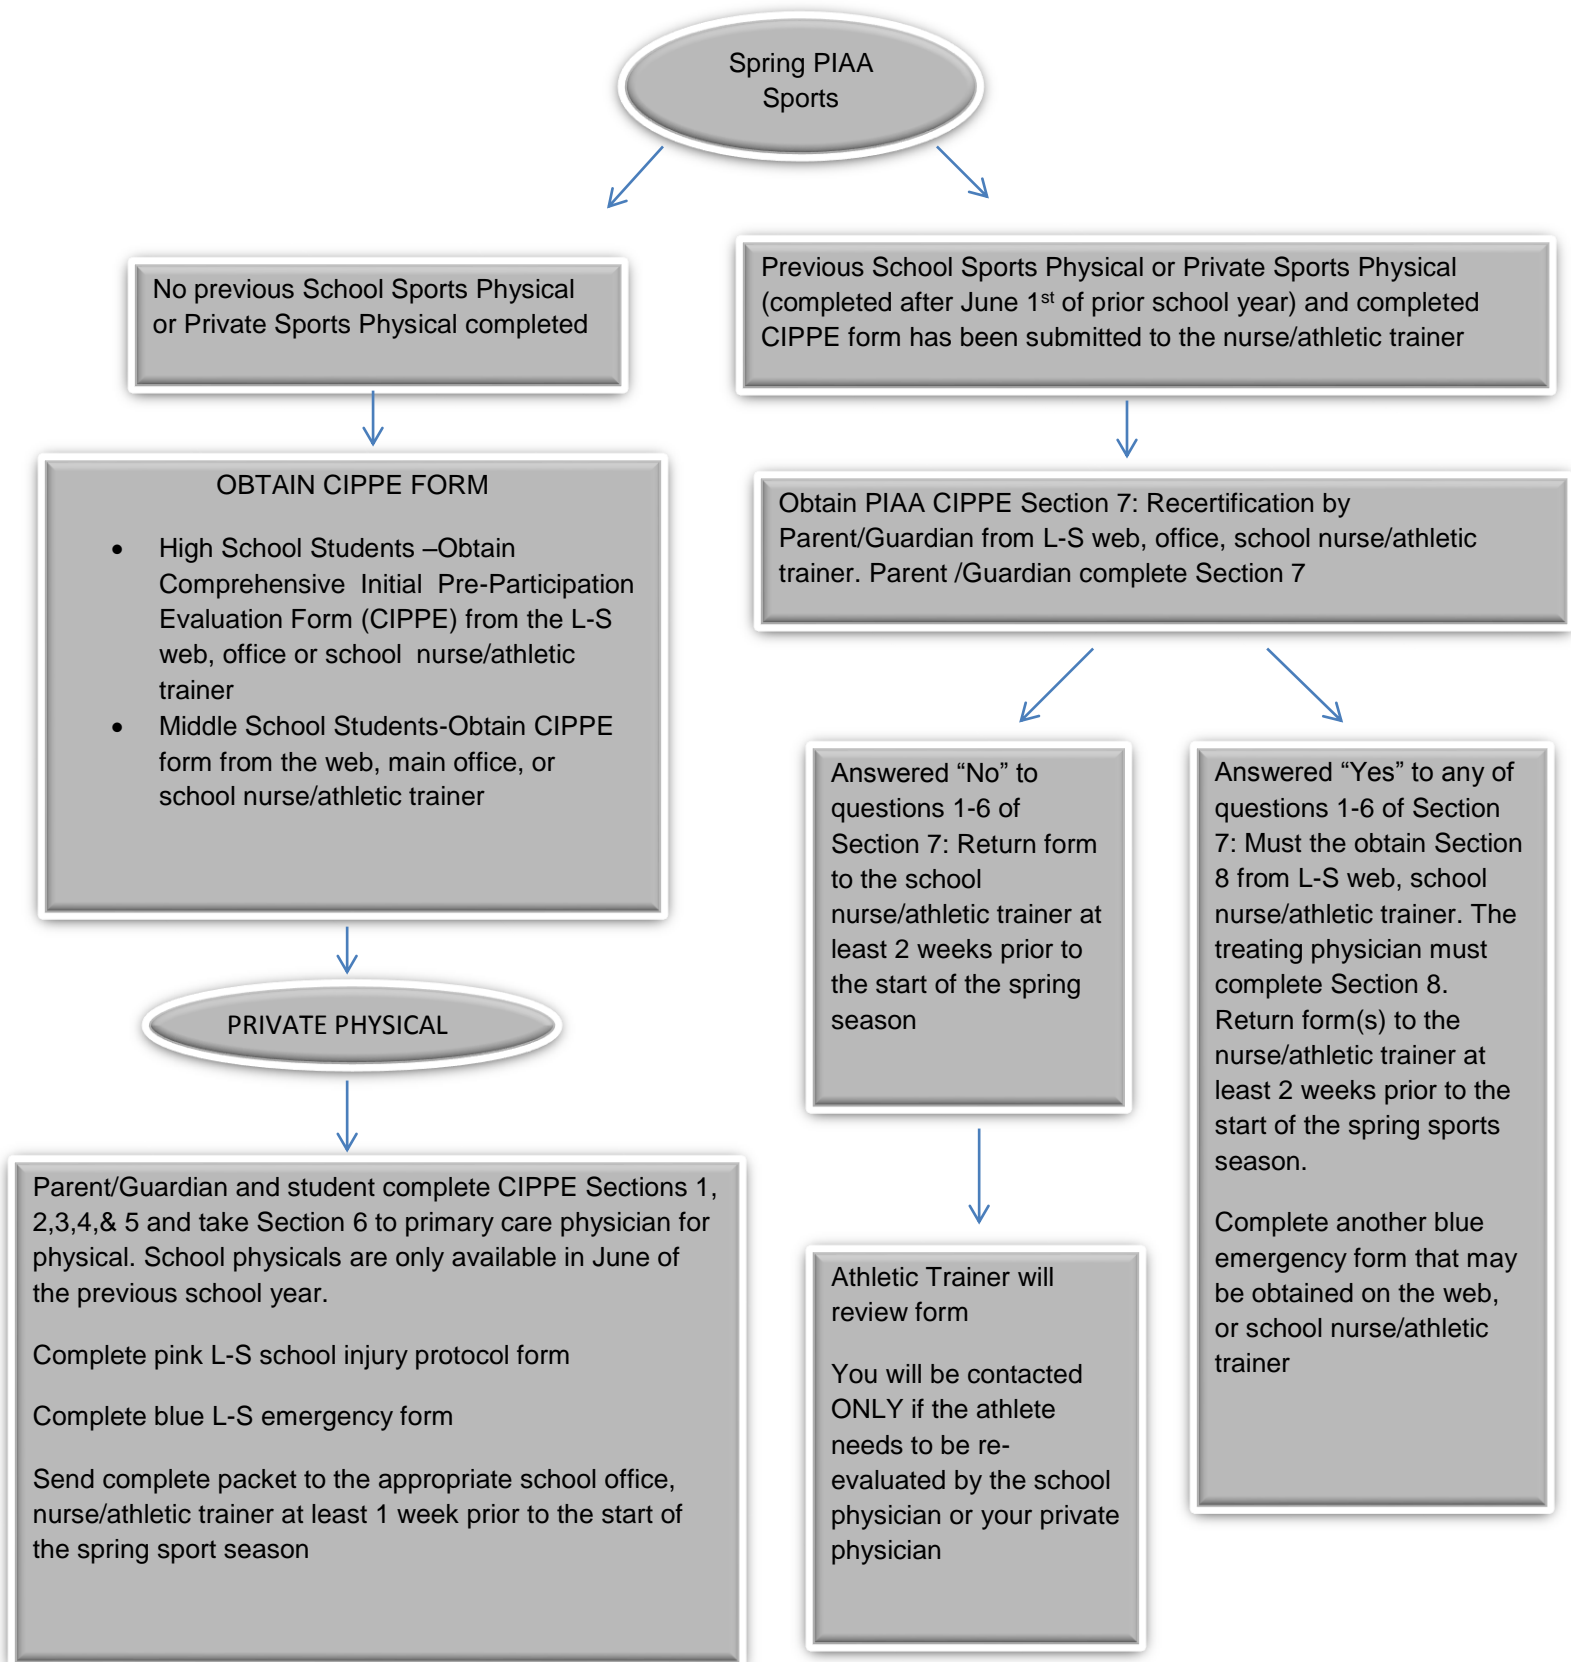 Spring PIAA
Sports
No previous School Sports Physical
or Private Sports Physical completed
Previous School Sports Physical or Private Sports Physical
(completed after June 1st of prior school year) and completed
CIPPE form has been submitted to the nurse/athletic trainer
OBTAIN CIPPE FORM
• High School Students –Obtain
Comprehensive Initial Pre-Participation
Evaluation Form (CIPPE) from the L-S
web, office or school nurse/athletic
trainer
• Middle School Students-Obtain CIPPE
form from the web, main office, or
school nurse/athletic trainer
Obtain PIAA CIPPE Section 7: Recertification by
Parent/Guardian from L-S web, office, school nurse/athletic
trainer. Parent /Guardian complete Section 7
PRIVATE PHYSICAL
Parent/Guardian and student complete CIPPE Sections 1,
2,3,4,& 5 and take Section 6 to primary care physician for
physical. School physicals are only available in June of
the previous school year.
Complete pink L-S school injury protocol form
Complete blue L-S emergency form
Send complete packet to the appropriate school office,
nurse/athletic trainer at least 1 week prior to the start of
the spring sport season
Answered “No” to
questions 1-6 of
Section 7: Return form
to the school
nurse/athletic trainer at
least 2 weeks prior to
the start of the spring
season
Athletic Trainer will
review form
You will be contacted
ONLY if the athlete
needs to be re-
evaluated by the school
physician or your private
physician
Answered “Yes” to any of
questions 1-6 of Section
7: Must the obtain Section
8 from L-S web, school
nurse/athletic trainer. The
treating physician must
complete Section 8.
Return form(s) to the
nurse/athletic trainer at
least 2 weeks prior to the
start of the spring sports
season.
Complete another blue
emergency form that may
be obtained on the web,
or school nurse/athletic
trainer